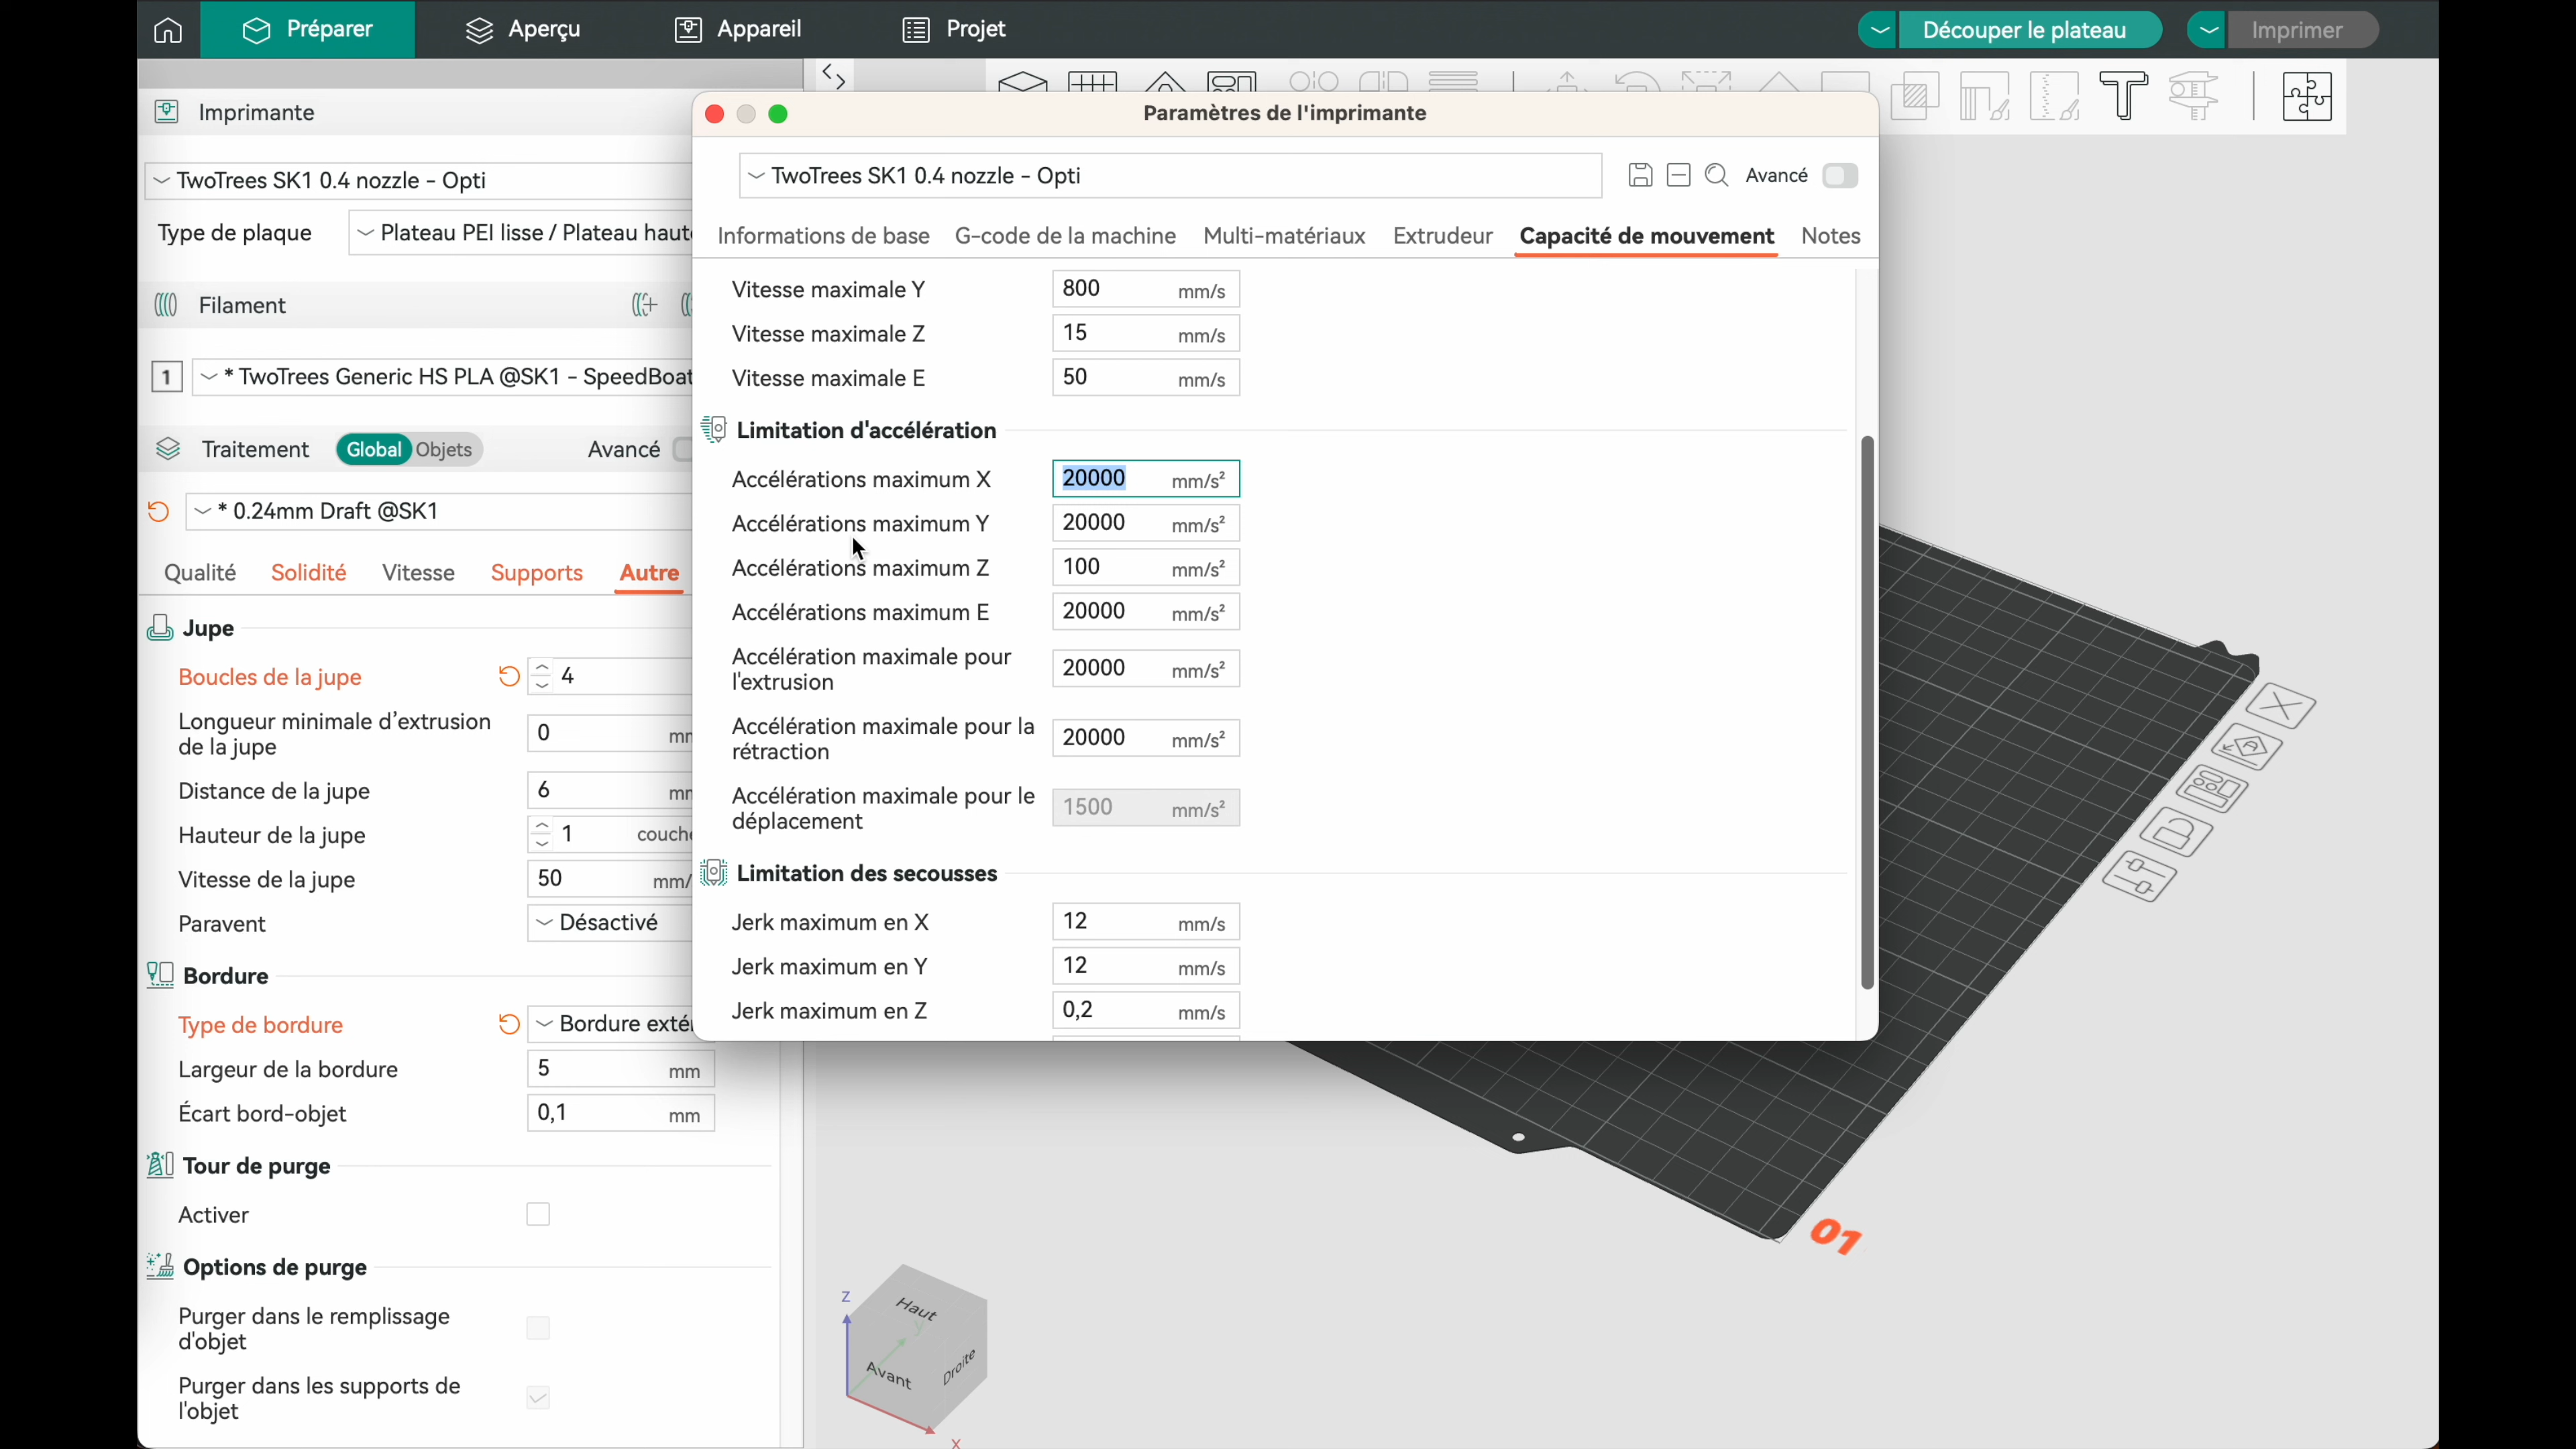 Préparer
Aperçu
Appareil
Projet
Découper le plateau
Imprimer
Imprimante
TwoTrees SK1 0.4 nozzle - Opti
Type de plaque
Plateau PEI lisse / Plateau haut
Filament
1
* TwoTrees Generic HS PLA @SK1 - SpeedBoat
Traitement
Global
Objets
Avancé
* 0.24mm Draft @SK1
Qualité
Solidité
Vitesse
Supports
Autre
Jupe
Boucles de la jupe
4
Longueur minimale d’extrusion
de la jupe
0
Distance de la jupe
6
Hauteur de la jupe
1
couche
Vitesse de la jupe
50
mm/
Paravent
Désactivé
Bordure
Type de bordure
Bordure extér
Largeur de la bordure
5 mm
Écart bord-objet
0,1 mm
Tour de purge
Activer
Options de purge
Purger dans le remplissage
d'objet
Purger dans les supports de
l'objet
Paramètres de l'imprimante
TwoTrees SK1 0.4 nozzle - Opti
Avancé
Informations de base
G-code de la machine
Multi-matériaux
Extrudeur
Capacité de mouvement
Notes
Vitesse maximale Y
800 mm/s
Vitesse maximale Z
15 mm/s
Vitesse maximale E
50 mm/s
Limitation d'accélération
Accélérations maximum X
20000 mm/s²
Accélérations maximum Y
20000 mm/s²
Accélérations maximum Z
100 mm/s²
Accélérations maximum E
20000 mm/s²
Accélération maximale pour
l'extrusion
20000 mm/s²
Accélération maximale pour la
rétraction
20000 mm/s²
Accélération maximale pour le
déplacement
1500 mm/s²
Limitation des secousses
Jerk maximum en X
12 mm/s
Jerk maximum en Y
12 mm/s
Jerk maximum en Z
0,2 mm/s
01
Z
Haut
Y
Avant
Droite
X